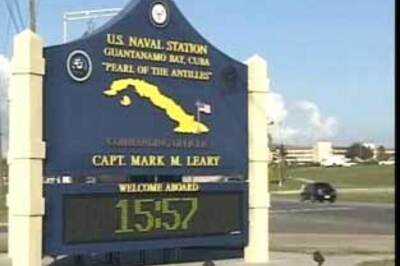 U.S. NAVAL STATION
GUANTANAMO BAY, CUBA
"PEARL OF THE ANTILLES"
COMMANDING OFFICER
CAPT. MARK M. LEARY
WELCOME ABOARD
15:57